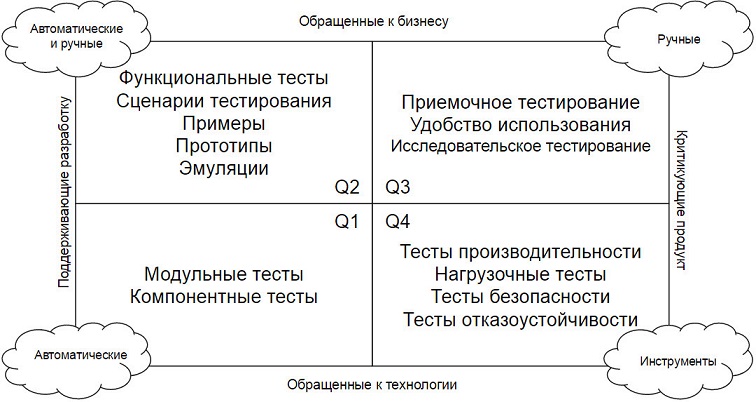 Обращенные к бизнесу
Автоматические
и ручные
Ручные
Функциональные тесты
Сценарии тестирования
Примеры
Прототипы
Эмуляции
Q2
Приемочное тестирование
Удобство использования
Исследовательское тестирование
Q3
Поддерживающие разработку
Критикующие продукт
Q1
Модульные тесты
Компонентные тесты
Q4
Тесты производительности
Нагрузочные тесты
Тесты безопасности
Тесты отказоустойчивости
Автоматические
Инструменты
Обращенные к технологии